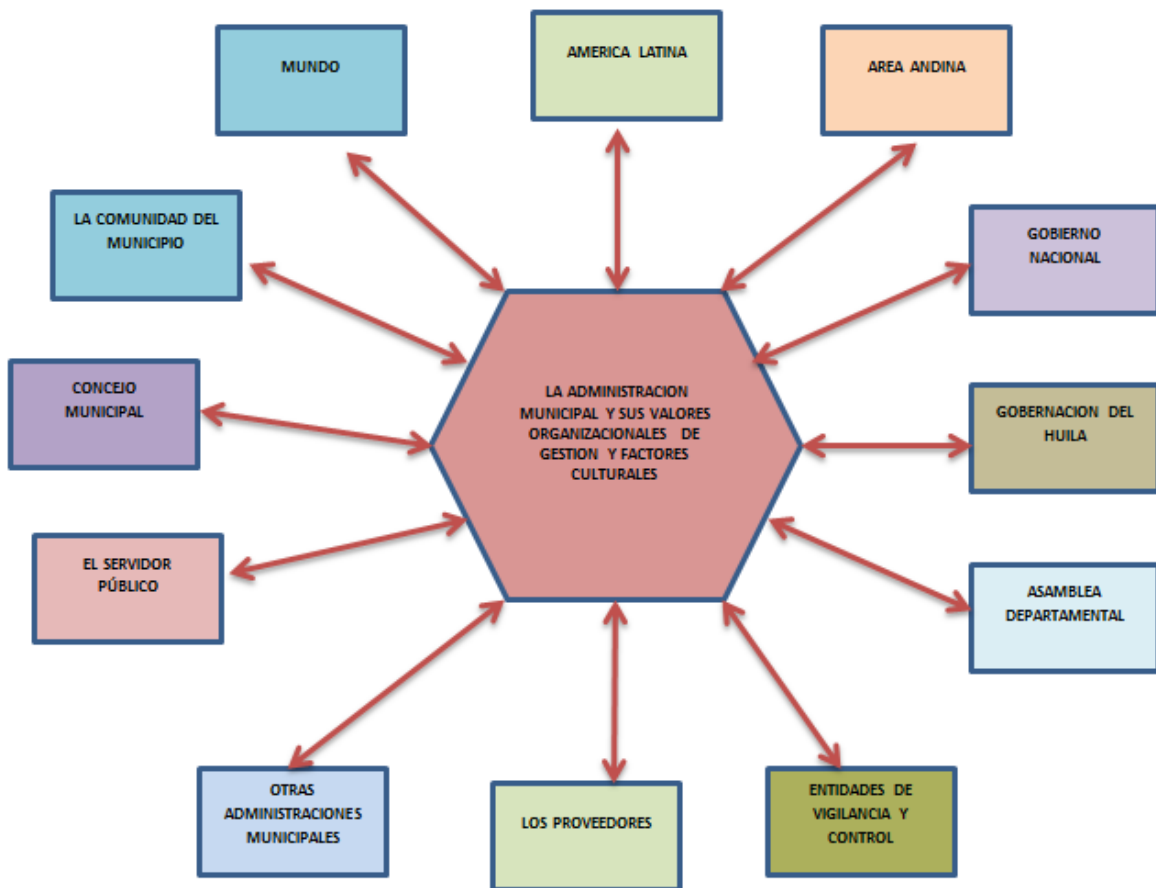 MUNDO
AMERICA LATINA
AREA ANDINA
LA COMUNIDAD DEL
MUNICIPIO
GOBIERNO
NACIONAL
CONCEJO
MUNICIPAL
LA ADMINISTRACION
MUNICIPAL Y SUS VALORES
ORGANIZACIONALES DE
GESTION Y FACTORES
CULTURALES
GOBERNACION DEL
HUILA
EL SERVIDOR
PÚBLICO
ASAMBLEA
DEPARTAMENTAL
OTRAS
ADMINISTRACIONES
MUNICIPALES
LOS PROVEEDORES
ENTIDADES DE
VIGILANCIA Y
CONTROL